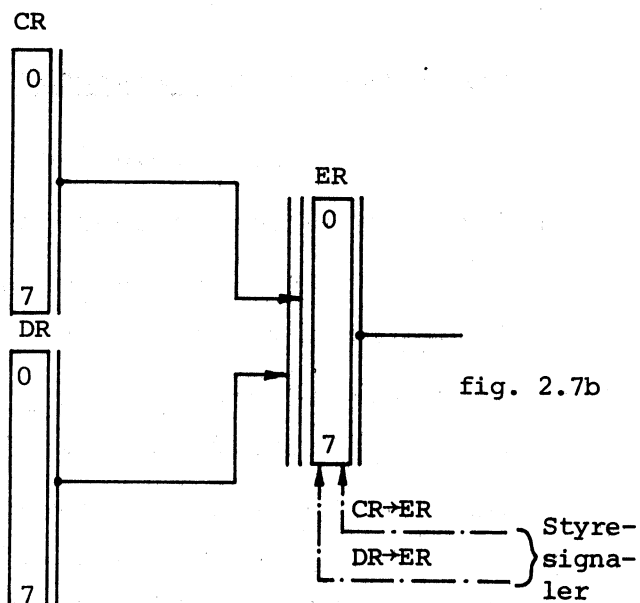 CR
0
7
DR
0
7
ER
0
7
fig. 2.7b
CR→ER
DR→ER
Styre-
signa-
ler